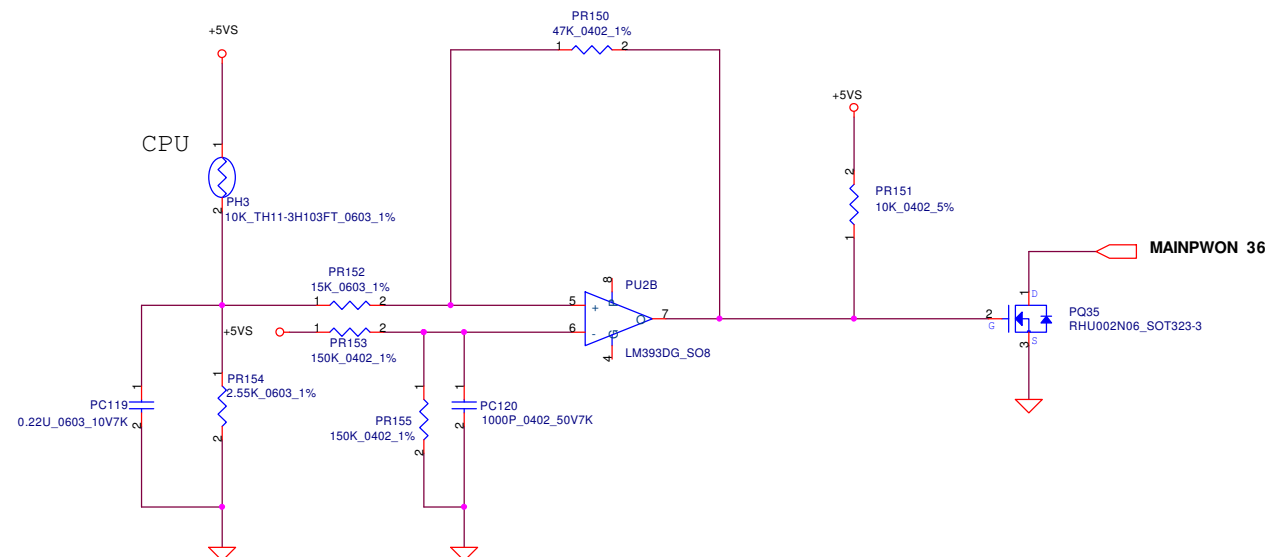 +5VS
PR150
47K_0402_1%
1
2
CPU
1
2
PH3
10K_TH11-3H103FT_0603_1%
+5VS
2
1
PR151
10K_0402_5%
MAINPWON 36
PR152
15K_0603_1%
1
2
+5VS
1
2
PR153
150K_0402_1%
8
PU2B
5
+
6
-
7
P
O
G
4
LM393DG_SO8
1
D
2
G
3
S
PQ35
RHU002N06_SOT323-3
1
PC119
0.22U_0603_10V7K
2
1
PR154
2.55K_0603_1%
2
1
PR155
150K_0402_1%
2
1
PC120
1000P_0402_50V7K
2